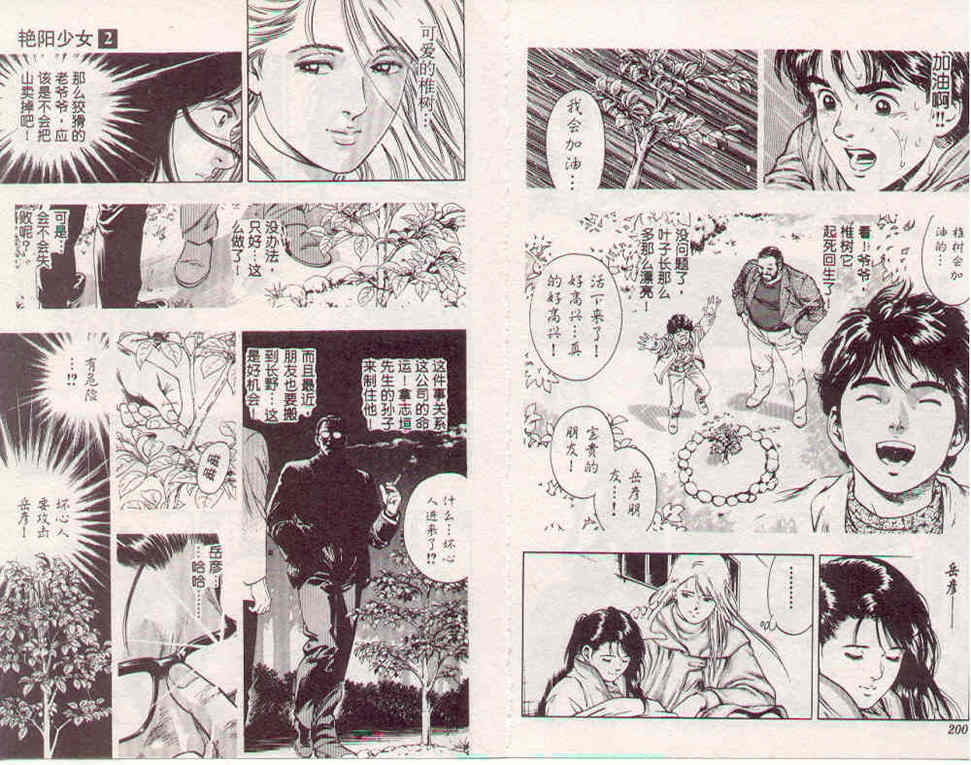 加油啊!!
我会加油…
椎树会加
油的…
看!爷爷，
椎树它
起死回生了!
没问题了，
叶子长那么
多那么漂亮！
活下来了！
好高兴…真
的好高兴！
宝贵的
朋友！
岳彦朋
友…！
岳彦——
………
200
艳阳少女 2
可爱的椎树…
那么狡猾的
老爷爷，应
该是不会把
山卖掉吧！
没办法，
只好…这
么做了！
可是…
会不会失
败呢？
这件事关系
这公司的命
运！拿志垣
先生的孙子
来制住他！
而且最近，
朋友也要搬
到长野…这
是好机会！
什么…坏心
人进来了!?
哦哦
岳彦…
…哈哈……
有危险
…!?
坏心人
要攻击
岳彦！